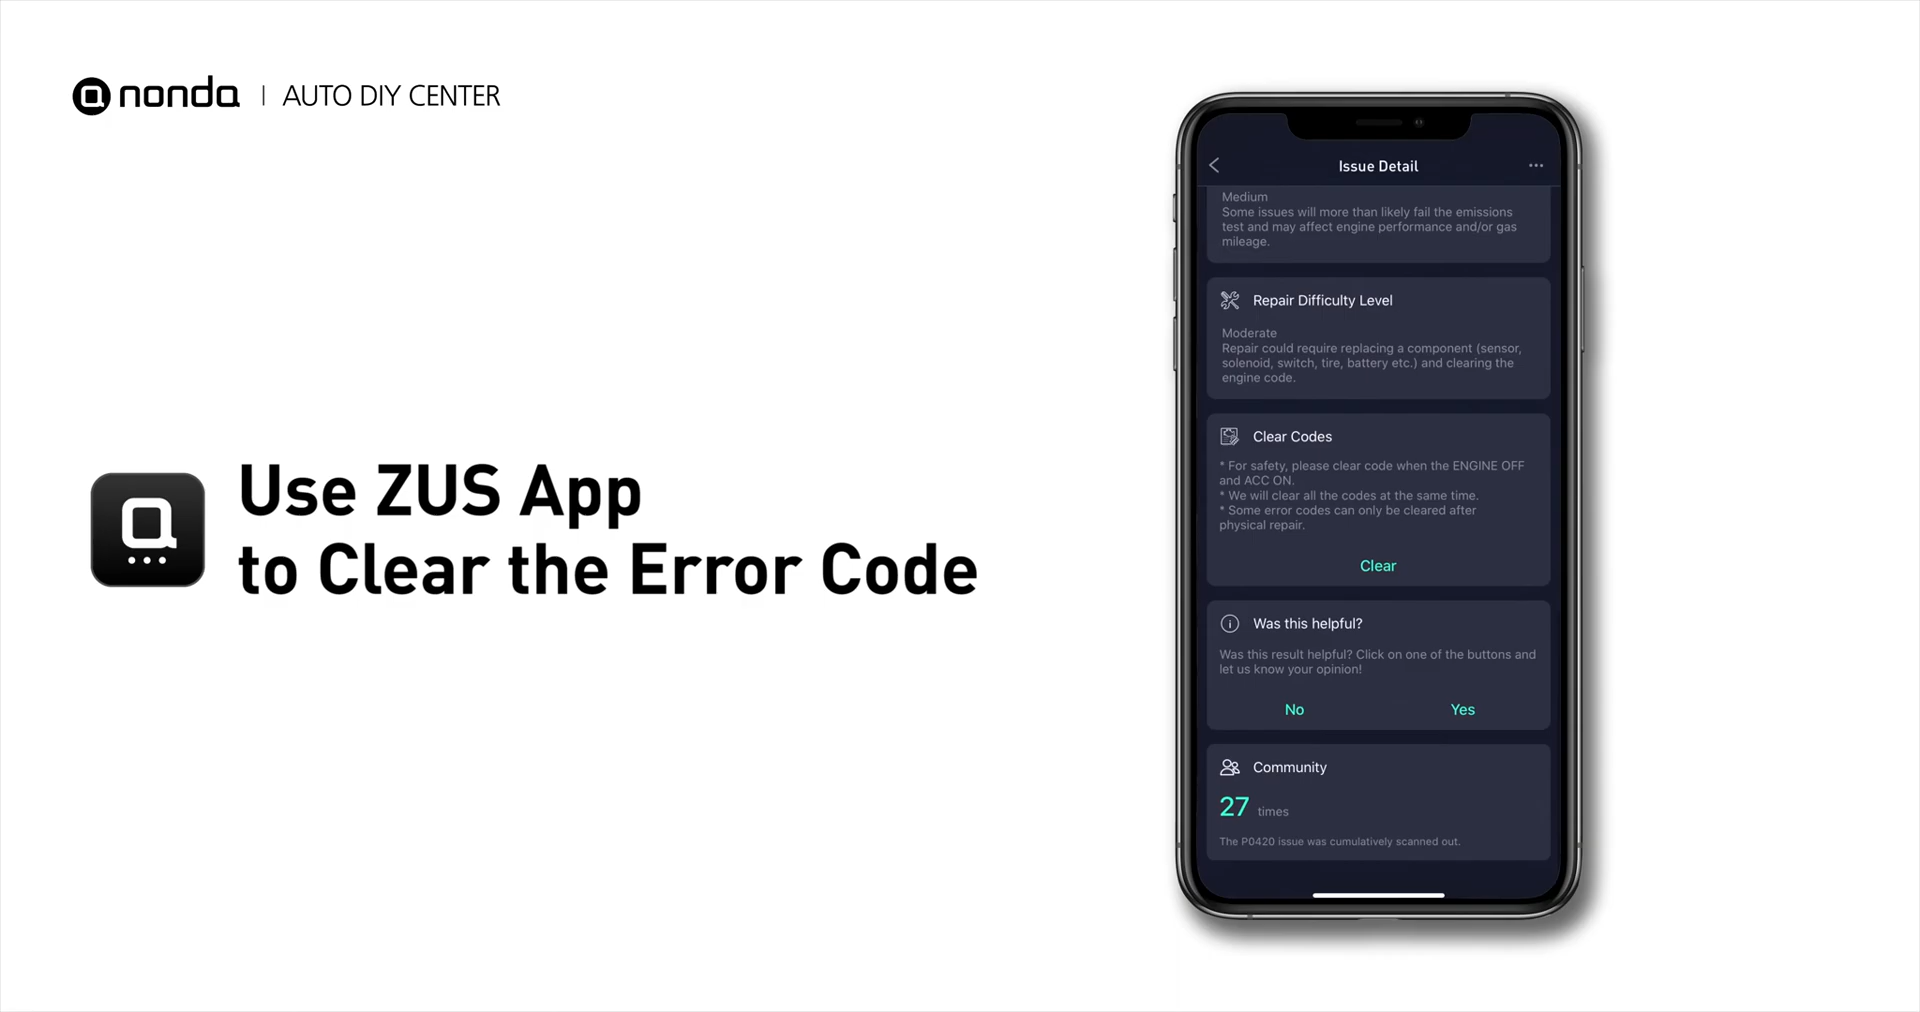 nonda | AUTO DIY CENTER
Use ZUS App
to Clear the Error Code
Issue Detail
Medium
Some issues will more than likely fail the emissions
test and may affect engine performance and/or gas
mileage.
Repair Difficulty Level
Moderate
Repair could require replacing a component (sensor,
solenoid, switch, tire, battery etc.) and clearing the
engine code.
Clear Codes
* For safety, please clear code when the ENGINE OFF
and ACC ON.
* We will clear all the codes at the same time.
* Some error codes can only be cleared after
physical repair.
Clear
Was this helpful?
Was this result helpful? Click on one of the buttons and
let us know your opinion!
No Yes
Community
27 times
The P0420 issue was cumulatively scanned out.